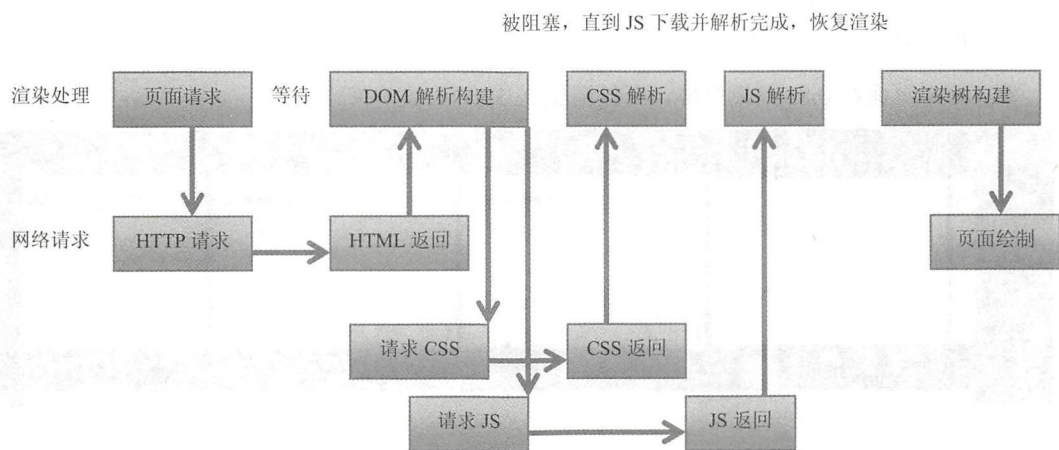 被阻塞，直到 JS 下载并解析完成，恢复渲染
渲染处理
页面请求
等待
DOM 解析构建
CSS 解析
JS 解析
渲染树构建
网络请求
HTTP 请求
HTML 返回
页面绘制
请求 CSS
CSS 返回
请求 JS
JS 返回